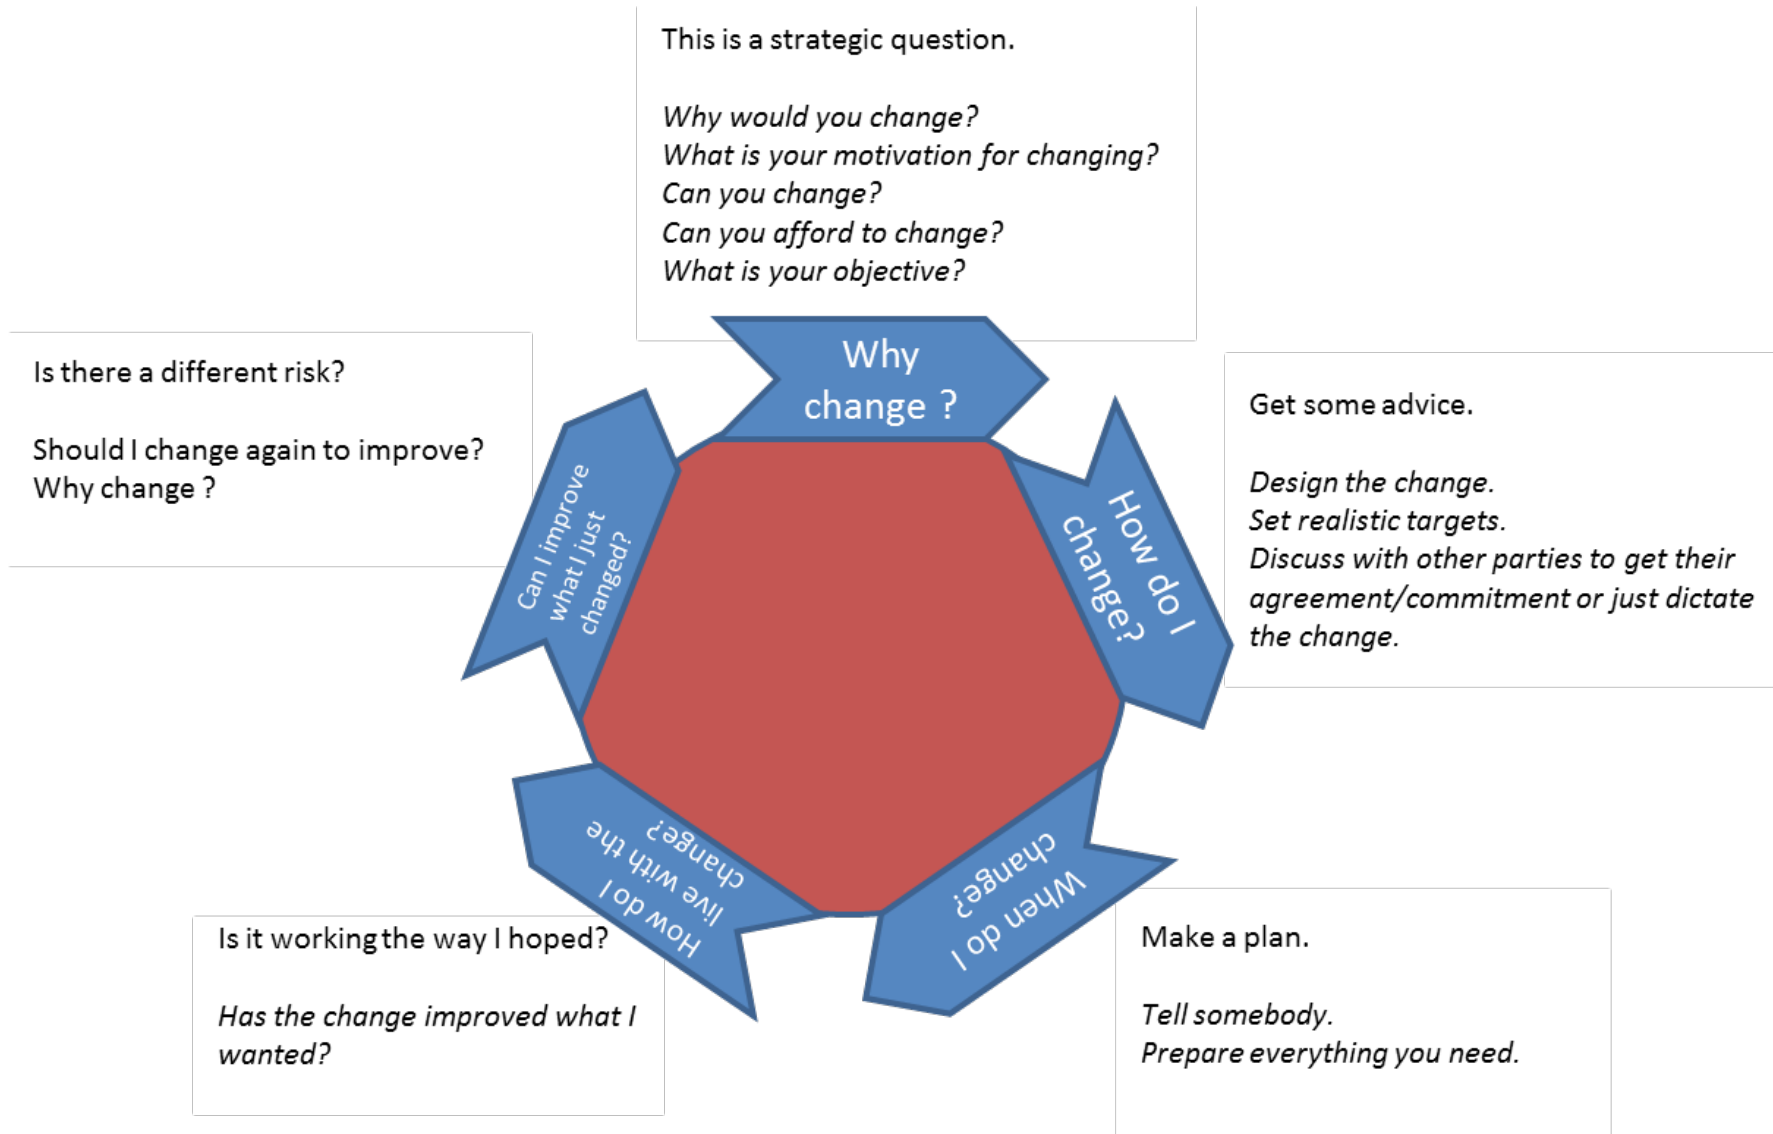 This is a strategic question.
Why would you change?
What is your motivation for changing?
Can you change?
Can you afford to change?
What is your objective?
Why
change ?
Get some advice.
Design the change.
Set realistic targets.
Discuss with other parties to get their
agreement/commitment or just dictate
the change.
How do I
change?
Make a plan.
Tell somebody.
Prepare everything you need.
When do I
change?
Is it working the way I hoped?
Has the change improved what I
wanted?
How do I
live with the
change?
Is there a different risk?
Should I change again to improve?
Why change ?
Can I improve
what I just
changed?